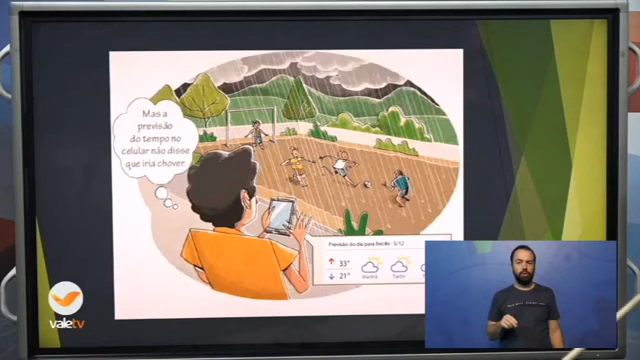 Mas a
previsão
do tempo no
celular não disse
que iria chover.
Previsão do dia para Recife - 5/12
33°
21°
Manhã
Tarde
valetv